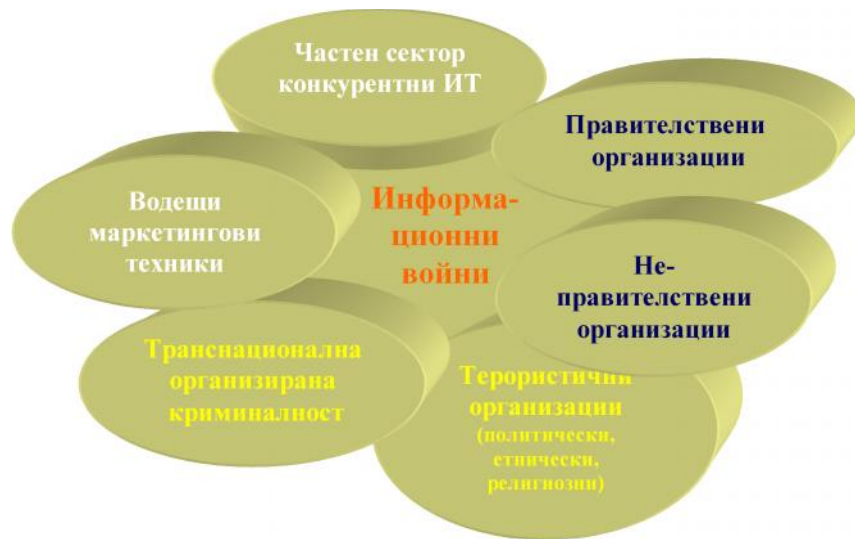 Частен сектор
конкурентни ИТ
Правителствени
организации
Водещи
маркетингови
техники
Информа-
ционни
войни
Не-
правителствени
организации
Транснационална
организирана
криминалност
Терористични
организации
(политически,
етнически,
религиозни)